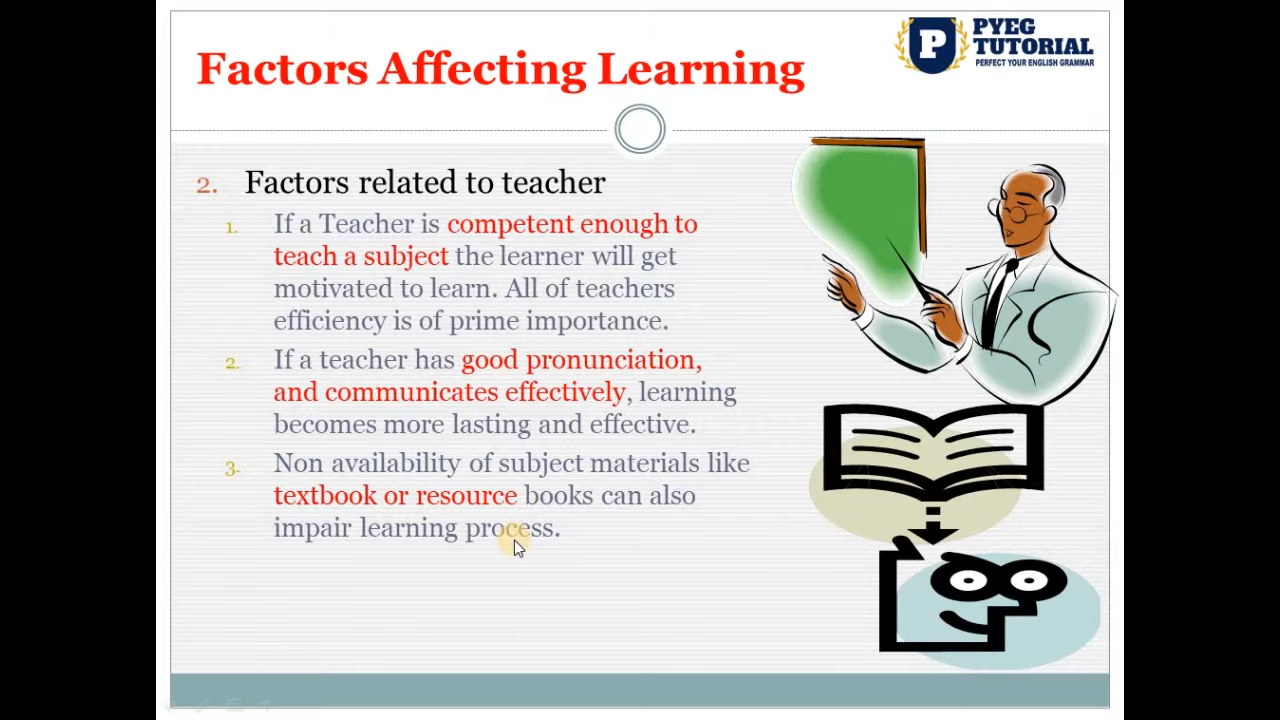 Factors Affecting Learning
P
PYEG
TUTORIAL
PERFECT YOUR ENGLISH GRAMMAR
2. Factors related to teacher
1. If a Teacher is competent enough to
teach a subject the learner will get
motivated to learn. All of teachers
efficiency is of prime importance.
2. If a teacher has good pronunciation,
and communicates effectively, learning
becomes more lasting and effective.
3. Non availability of subject materials like
textbook or resource books can also
impair learning process.